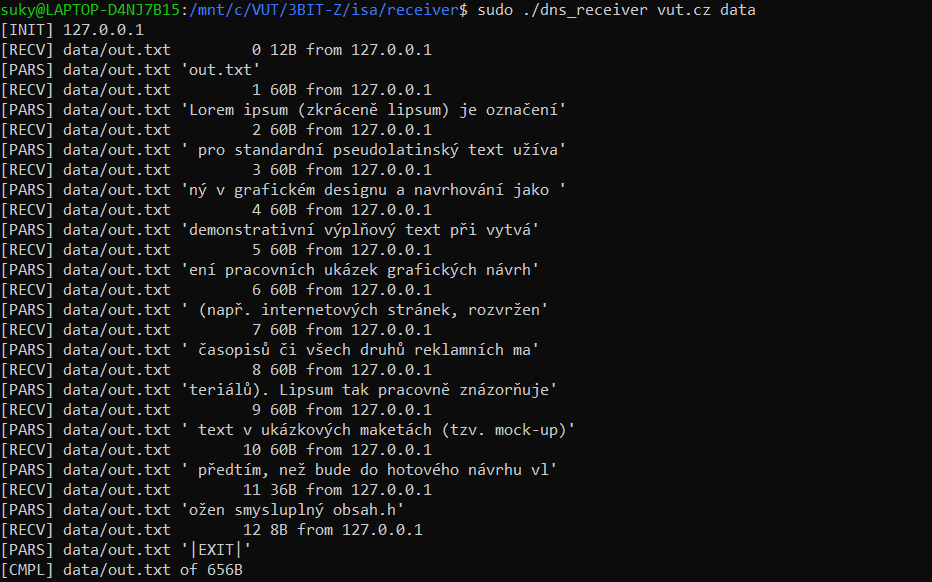 suky@LAPTOP-D4NJ7B15:/mnt/c/VUT/3BIT-Z/isa/receiver$ sudo ./dns_receiver vut.cz data
[INIT] 127.0.0.1
[RECV] data/out.txt         0 12B from 127.0.0.1
[PARS] data/out.txt 'out.txt'
[RECV] data/out.txt         1 60B from 127.0.0.1
[PARS] data/out.txt 'Lorem ipsum (zkráceně lipsum) je označení'
[RECV] data/out.txt         2 60B from 127.0.0.1
[PARS] data/out.txt ' pro standardní pseudolatinský text užíva'
[RECV] data/out.txt         3 60B from 127.0.0.1
[PARS] data/out.txt 'ný v grafickém designu a navrhování jako '
[RECV] data/out.txt         4 60B from 127.0.0.1
[PARS] data/out.txt 'demonstrativní výplňový text při vytvá'
[RECV] data/out.txt         5 60B from 127.0.0.1
[PARS] data/out.txt 'ení pracovních ukázek grafických návrh'
[RECV] data/out.txt         6 60B from 127.0.0.1
[PARS] data/out.txt ' (např. internetových stránek, rozvržen'
[RECV] data/out.txt         7 60B from 127.0.0.1
[PARS] data/out.txt ' časopisů či všech druhů reklamních ma'
[RECV] data/out.txt         8 60B from 127.0.0.1
[PARS] data/out.txt 'teriálů). Lipsum tak pracovně znázorňuje'
[RECV] data/out.txt         9 60B from 127.0.0.1
[PARS] data/out.txt ' text v ukázkových maketách (tzv. mock-up)'
[RECV] data/out.txt        10 60B from 127.0.0.1
[PARS] data/out.txt ' předtím, než bude do hotového návrhu vl'
[RECV] data/out.txt        11 36B from 127.0.0.1
[PARS] data/out.txt 'ožen smysluplný obsah.h'
[RECV] data/out.txt        12 8B from 127.0.0.1
[PARS] data/out.txt '|EXIT|'
[CMPL] data/out.txt of 656B